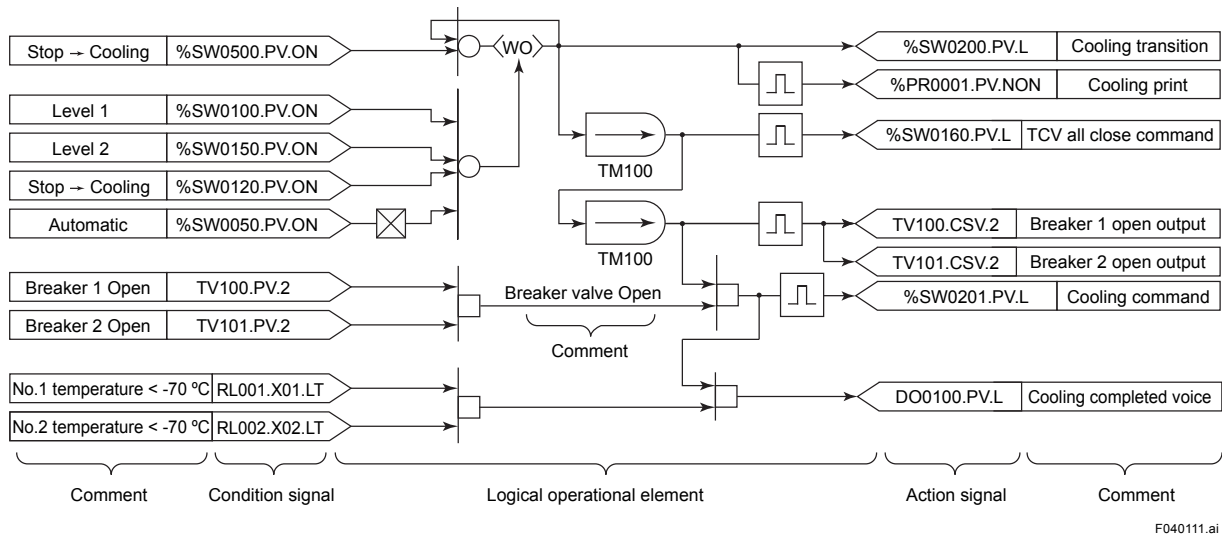 Stop → Cooling %SW0500.PV.ON WO %SW0200.PV.L Cooling transition
%PR0001.PV.NON Cooling print
Level 1 %SW0100.PV.ON
TM100 %SW0160.PV.L TCV all close command
Level 2 %SW0150.PV.ON
Stop → Cooling %SW0120.PV.ON
Automatic %SW0050.PV.ON
TM100 TV100.CSV.2 Breaker 1 open output
TV101.CSV.2 Breaker 2 open output
Breaker 1 Open TV100.PV.2 Breaker valve Open %SW0201.PV.L Cooling command
Breaker 2 Open TV101.PV.2
Comment
No.1 temperature < -70 ºC RL001.X01.LT DO0100.PV.L Cooling completed voice
No.2 temperature < -70 ºC RL002.X02.LT
Comment Condition signal Logical operational element Action signal Comment
F040111.ai